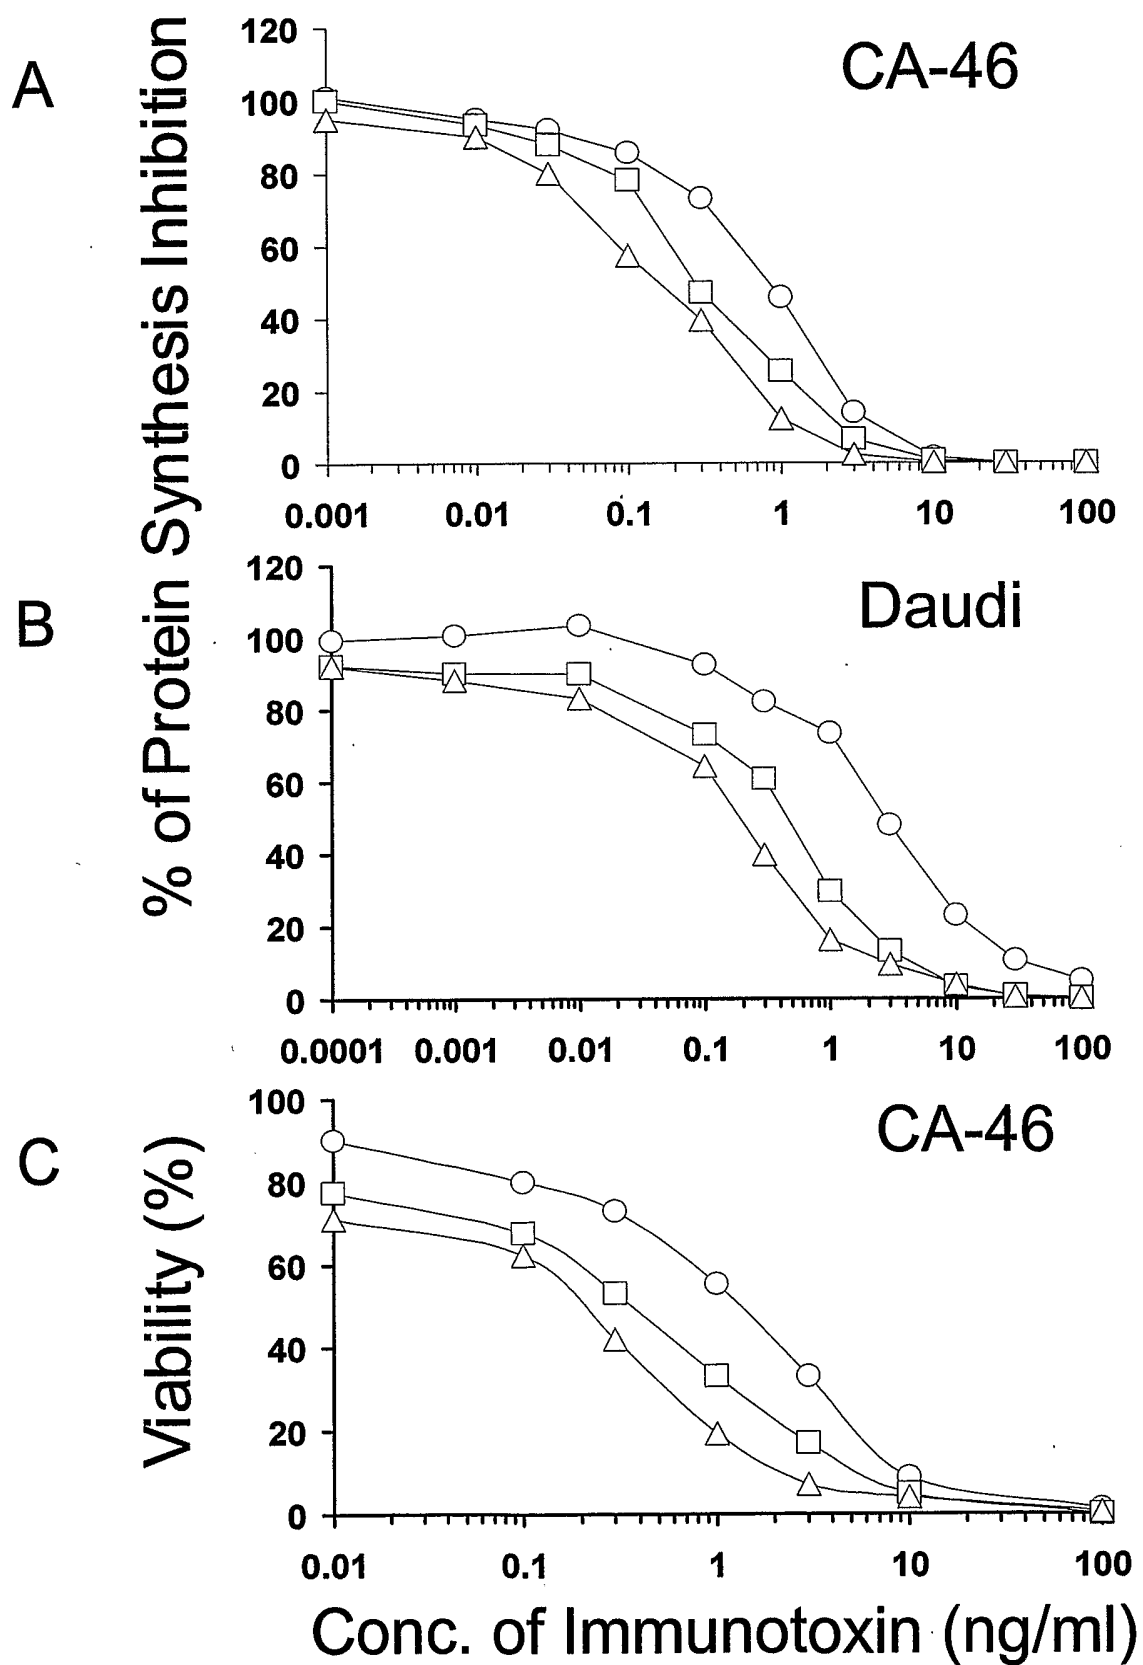 A
CA-46
% of Protein Synthesis Inhibition
120
100
80
60
40
20
0
0.001 0.01 0.1 1 10 100
B
Daudi
120
100
80
60
40
20
0
0.0001 0.001 0.01 0.1 1 10 100
C
CA-46
Viability (%)
100
80
60
40
20
0
0.01 0.1 1 10 100
Conc. of Immunotoxin (ng/ml)